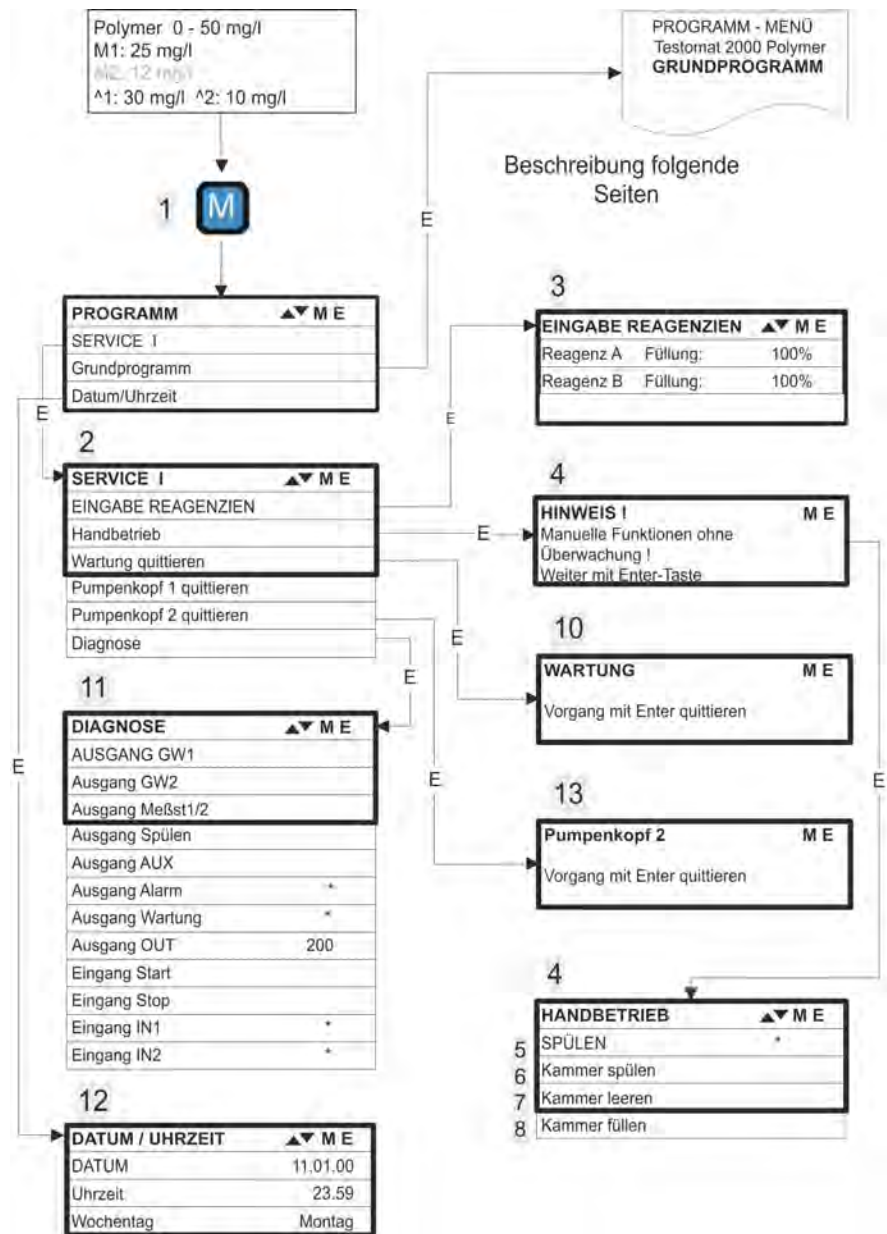 Polymer 0 - 50 mg/l
M1: 25 mg/l
M2: 12 mg/l
^1: 30 mg/l ^2: 10 mg/l
PROGRAMM - MENÜ
Testomat 2000 Polymer
GRUNDPROGRAMM
Beschreibung folgende
Seiten
1
M
E
PROGRAMM ▲▼ M E
SERVICE I
Grundprogramm
Datum/Uhrzeit
E
3
EINGABE REAGENZIEN ▲▼ M E
Reagenz A Füllung: 100%
Reagenz B Füllung: 100%
E
2
SERVICE I ▲▼ M E
EINGABE REAGENZIEN
Handbetrieb
Wartung quittieren
Pumpenkopf 1 quittieren
Pumpenkopf 2 quittieren
Diagnose
E
4
HINWEIS ! M E
Manuelle Funktionen ohne
Überwachung !
Weiter mit Enter-Taste
E
10
WARTUNG M E
Vorgang mit Enter quittieren
E
11
DIAGNOSE ▲▼ M E
AUSGANG GW1
Ausgang GW2
Ausgang Meßst1/2
Ausgang Spülen
Ausgang AUX
Ausgang Alarm *
Ausgang Wartung *
Ausgang OUT 200
Eingang Start
Eingang Stop
Eingang IN1 *
Eingang IN2 *
E
E
E
13
Pumpenkopf 2 M E
Vorgang mit Enter quittieren
4
HANDBETRIEB ▲▼ M E
5 SPÜLEN *
6 Kammer spülen
7 Kammer leeren
8 Kammer füllen
12
DATUM / UHRZEIT ▲▼ M E
DATUM 11.01.00
Uhrzeit 23.59
Wochentag Montag